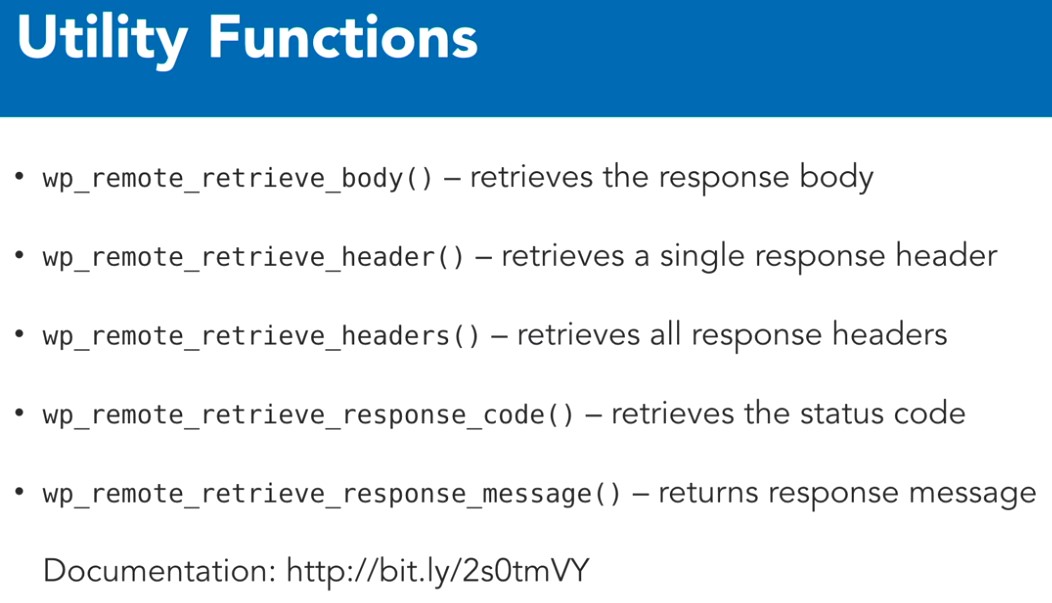 Utility Functions
• wp_remote_retrieve_body() – retrieves the response body
• wp_remote_retrieve_header() – retrieves a single response header
• wp_remote_retrieve_headers() – retrieves all response headers
• wp_remote_retrieve_response_code() – retrieves the status code
• wp_remote_retrieve_response_message() – returns response message
Documentation: http://bit.ly/2s0tmVY